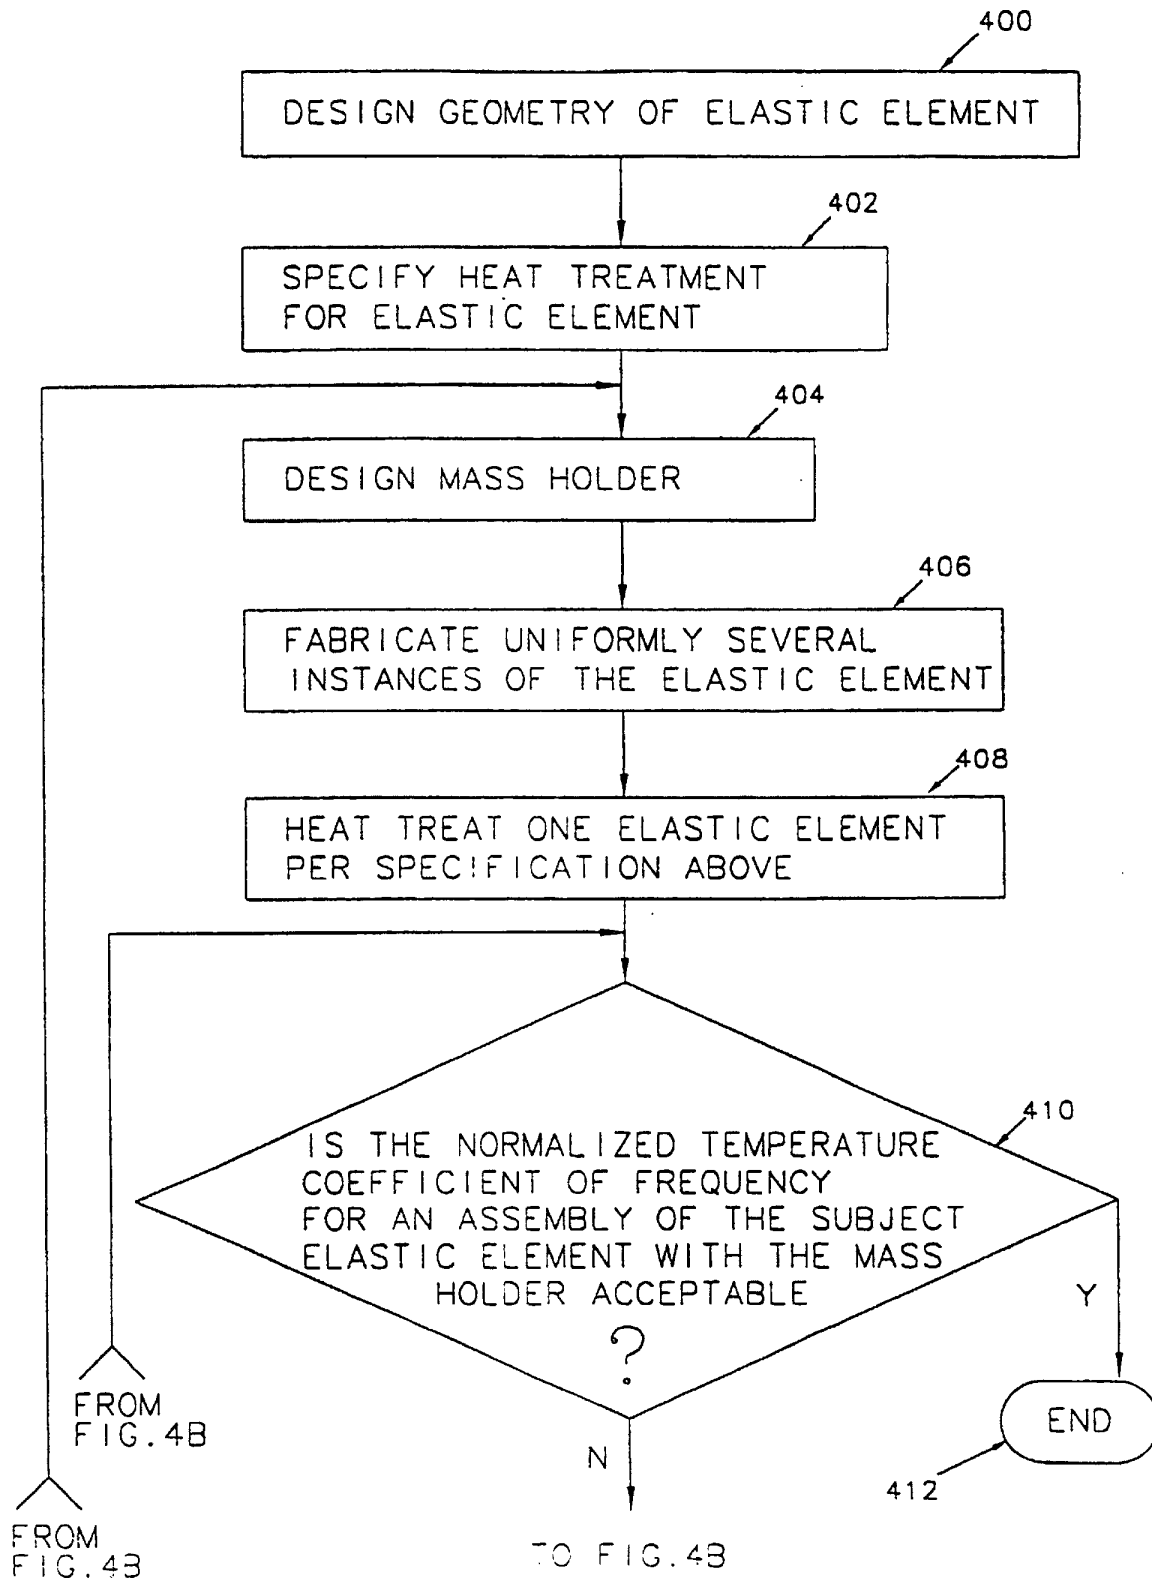 400
DESIGN GEOMETRY OF ELASTIC ELEMENT
402
SPECIFY HEAT TREATMENT
FOR ELASTIC ELEMENT
404
DESIGN MASS HOLDER
406
FABRICATE UNIFORMLY SEVERAL
INSTANCES OF THE ELASTIC ELEMENT
408
HEAT TREAT ONE ELASTIC ELEMENT
PER SPECIFICATION ABOVE
410
IS THE NORMALIZED TEMPERATURE
COEFFICIENT OF FREQUENCY
FOR AN ASSEMBLY OF THE SUBJECT
ELASTIC ELEMENT WITH THE MASS
HOLDER ACCEPTABLE
?
Y
END
412
N
FROM
FIG.4B
FROM
FIG.4B
TO FIG.4B